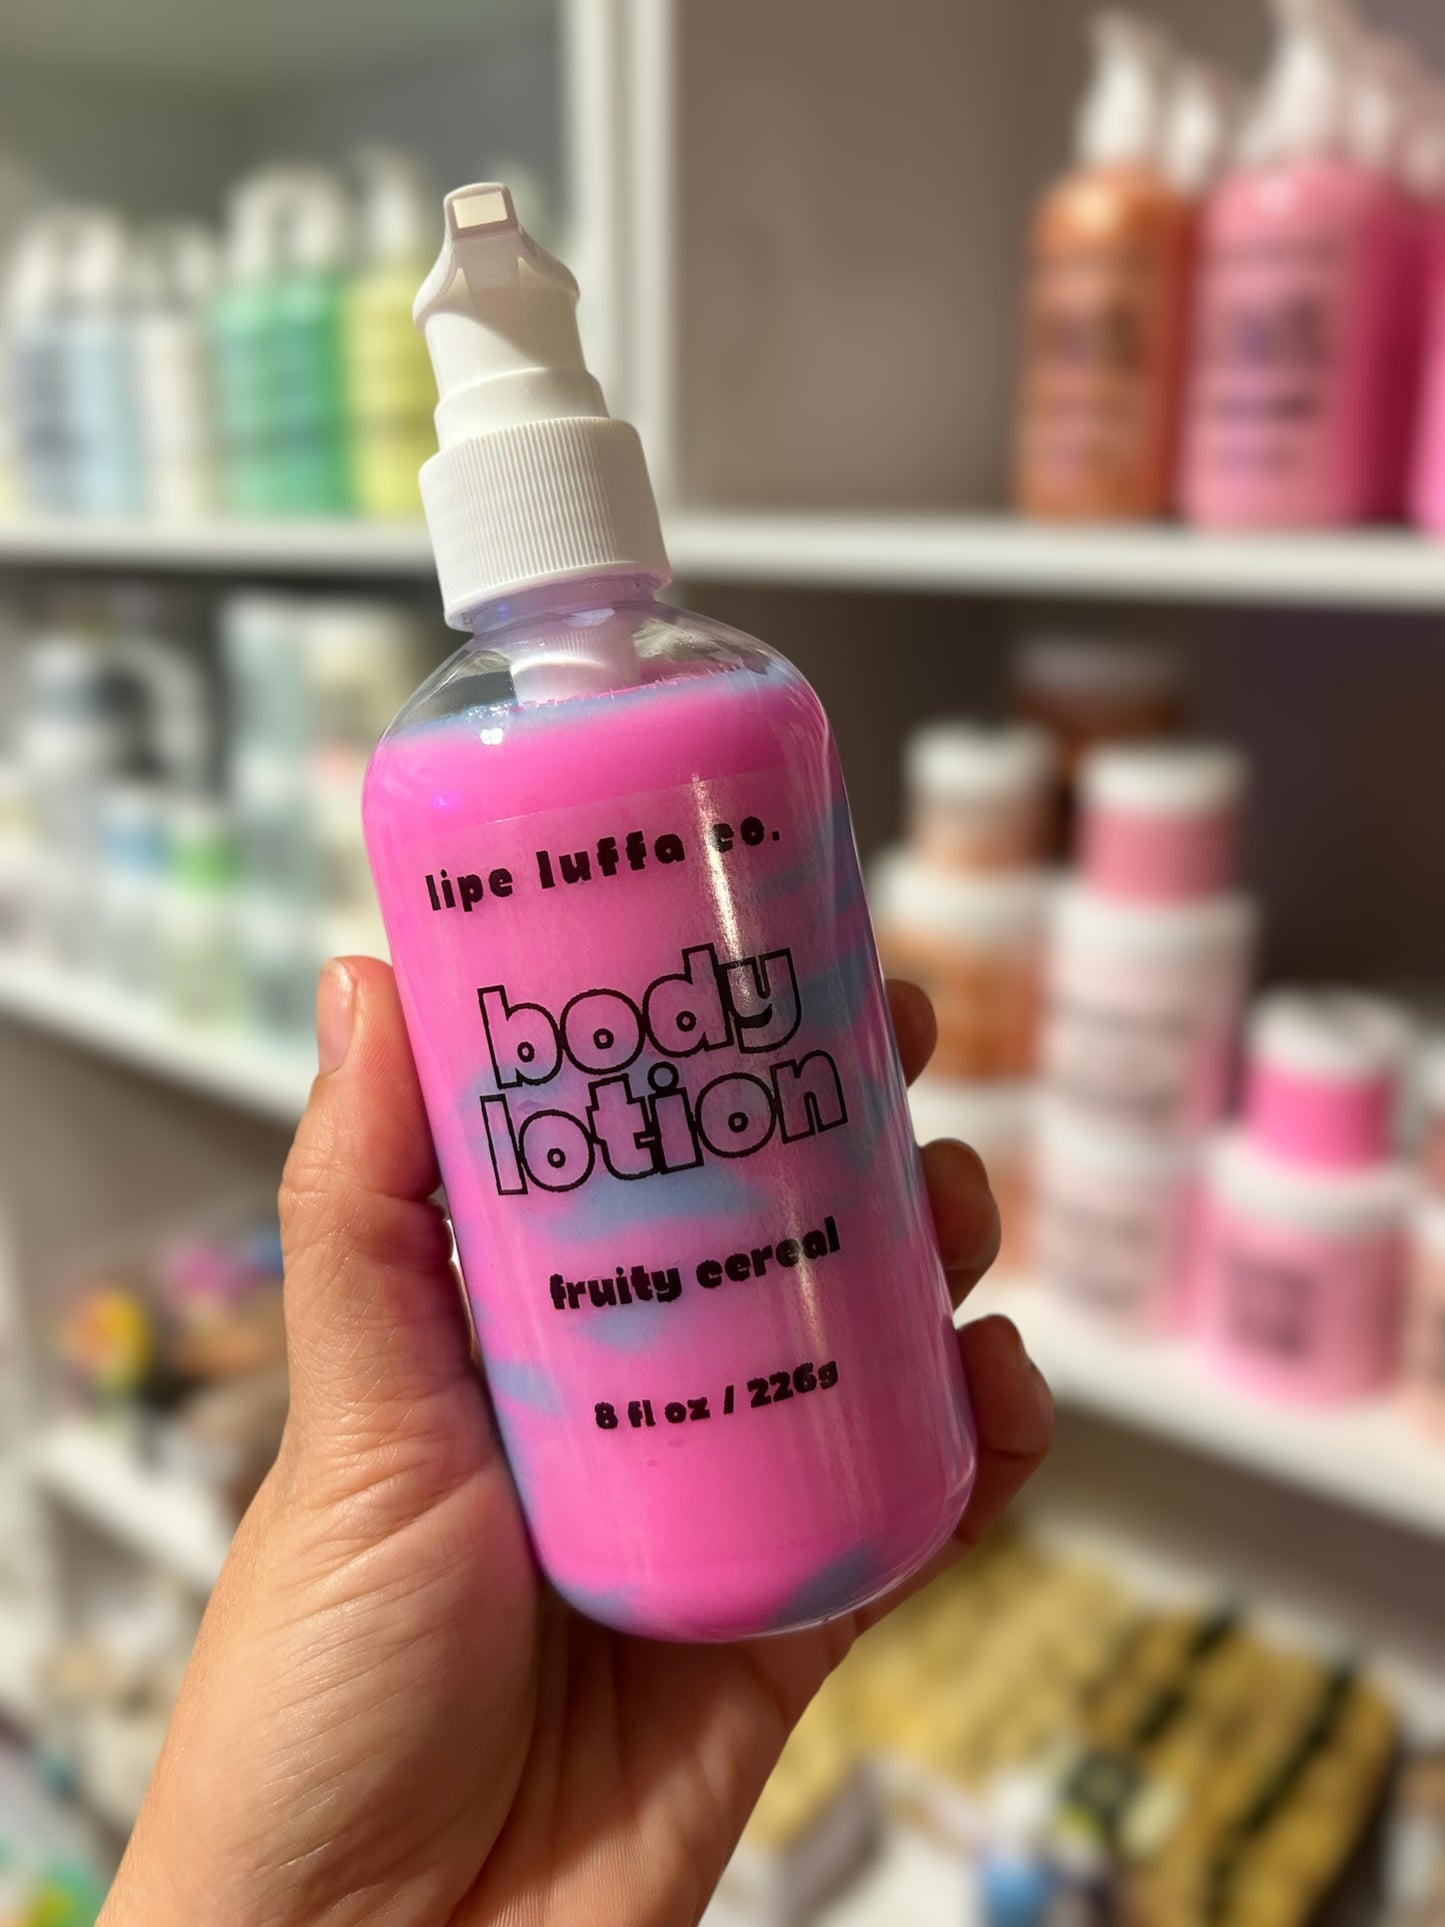 lipe luffa co.
body
lotion
fruity cereal
8 fl oz / 226g